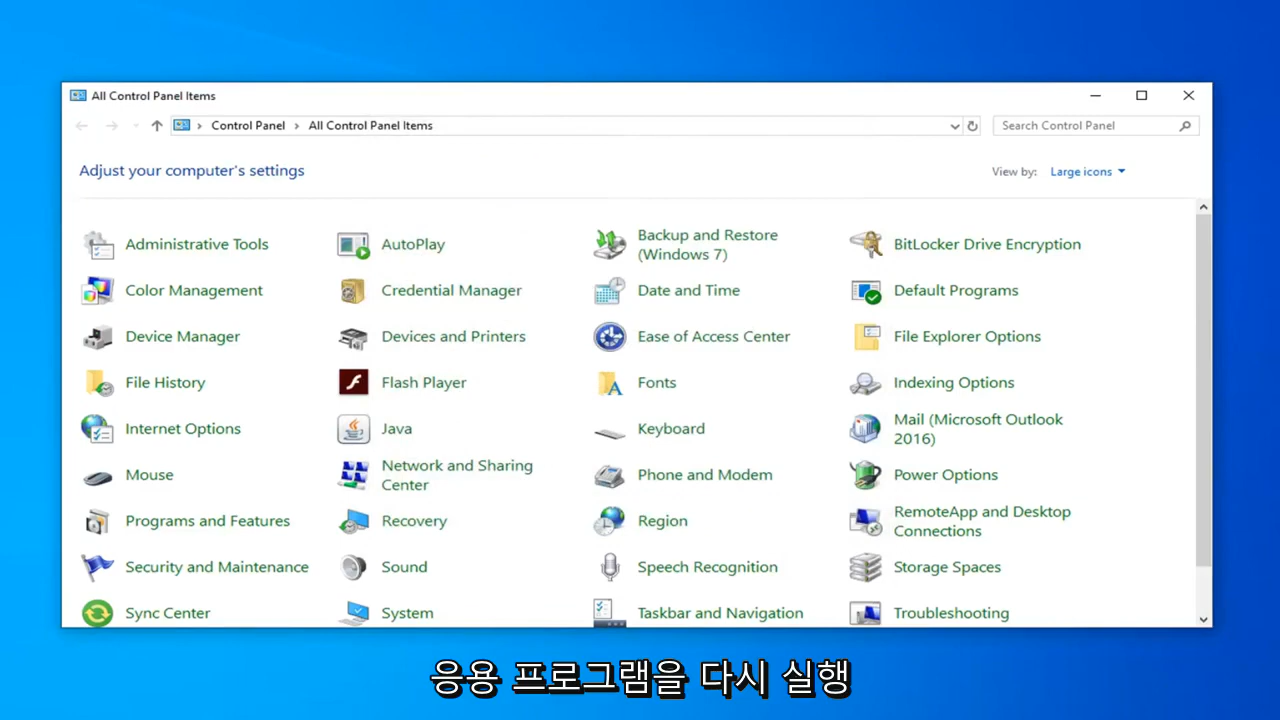 All Control Panel Items
Control Panel > All Control Panel Items
Search Control Panel
Adjust your computer's settings
View by: Large icons
Administrative Tools
AutoPlay
Backup and Restore
(Windows 7)
BitLocker Drive Encryption
Color Management
Credential Manager
Date and Time
Default Programs
Device Manager
Devices and Printers
Ease of Access Center
File Explorer Options
File History
Flash Player
Fonts
Indexing Options
Internet Options
Java
Keyboard
Mail (Microsoft Outlook
2016)
Mouse
Network and Sharing
Center
Phone and Modem
Power Options
Programs and Features
Recovery
Region
RemoteApp and Desktop
Connections
Security and Maintenance
Sound
Speech Recognition
Storage Spaces
Sync Center
System
Taskbar and Navigation
Troubleshooting
응용 프로그램을 다시 실행